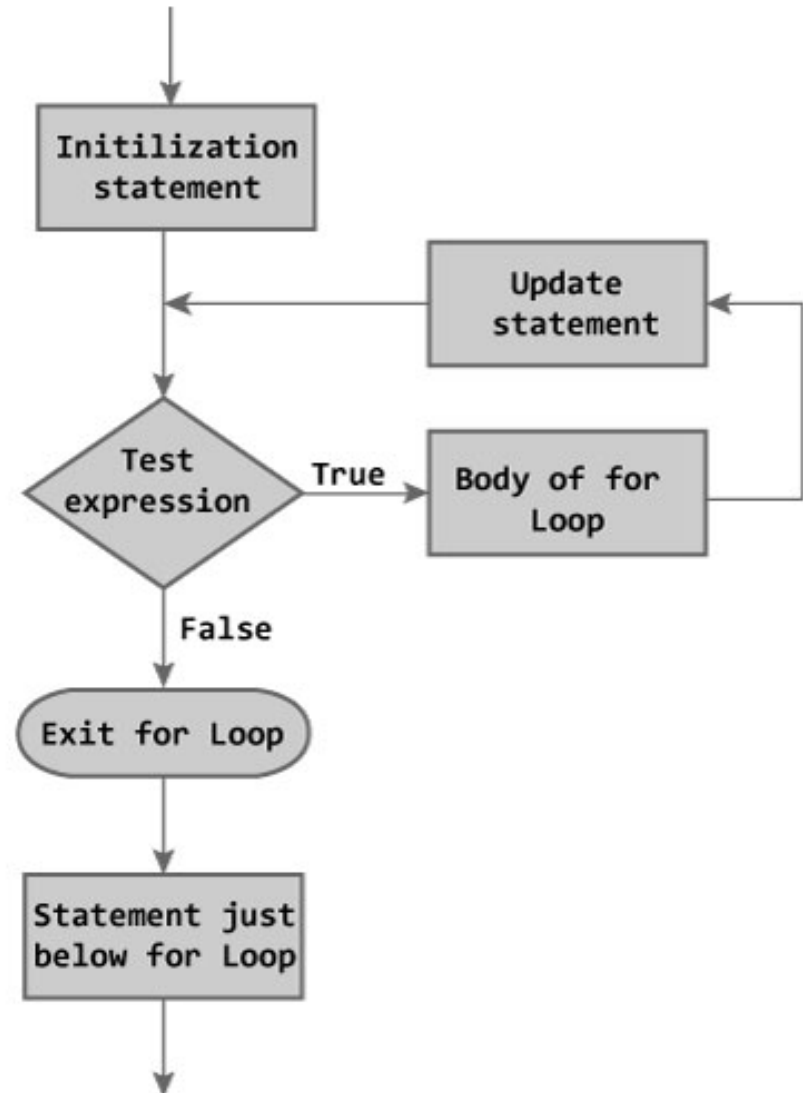 Initilization
statement
Update
statement
Test
expression
True
Body of for
Loop
False
Exit for Loop
Statement just
below for Loop